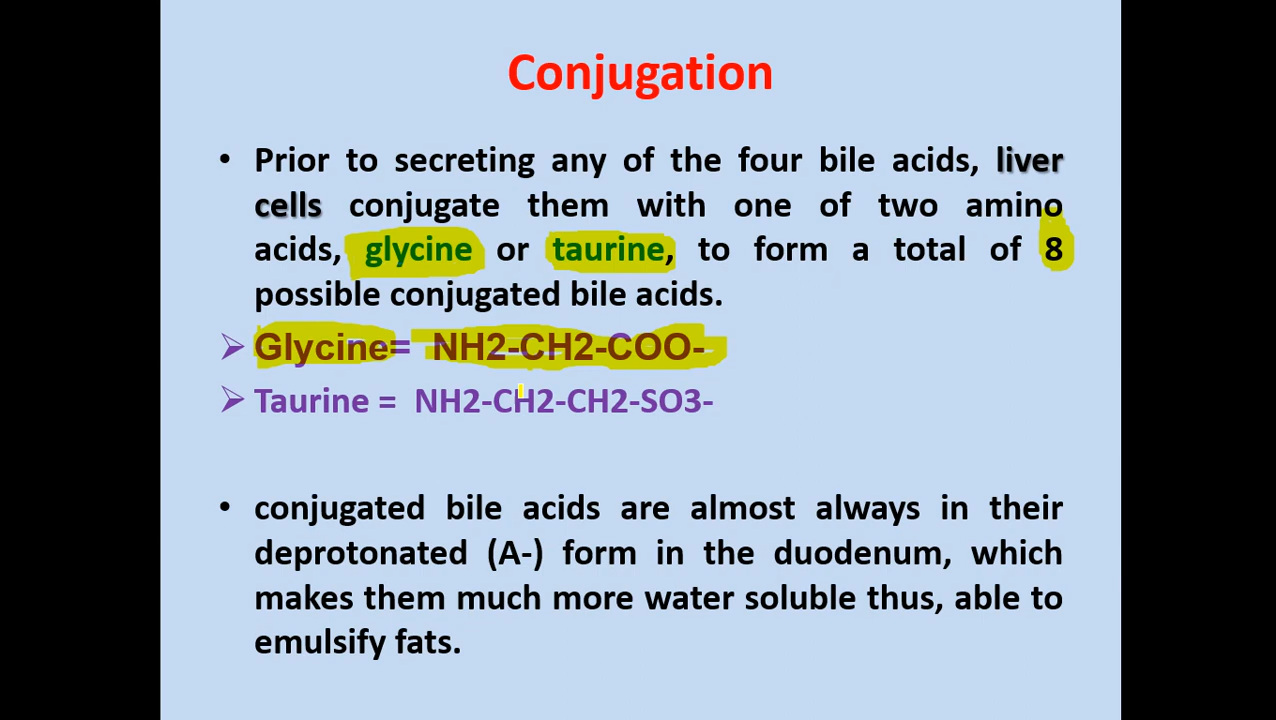 Conjugation
• Prior to secreting any of the four bile acids, liver
cells conjugate them with one of two amino
acids, glycine or taurine, to form a total of 8
possible conjugated bile acids.
➢ Glycine= NH2-CH2-COO-
➢ Taurine = NH2-CH2-CH2-SO3-
• conjugated bile acids are almost always in their
deprotonated (A-) form in the duodenum, which
makes them much more water soluble thus, able to
emulsify fats.